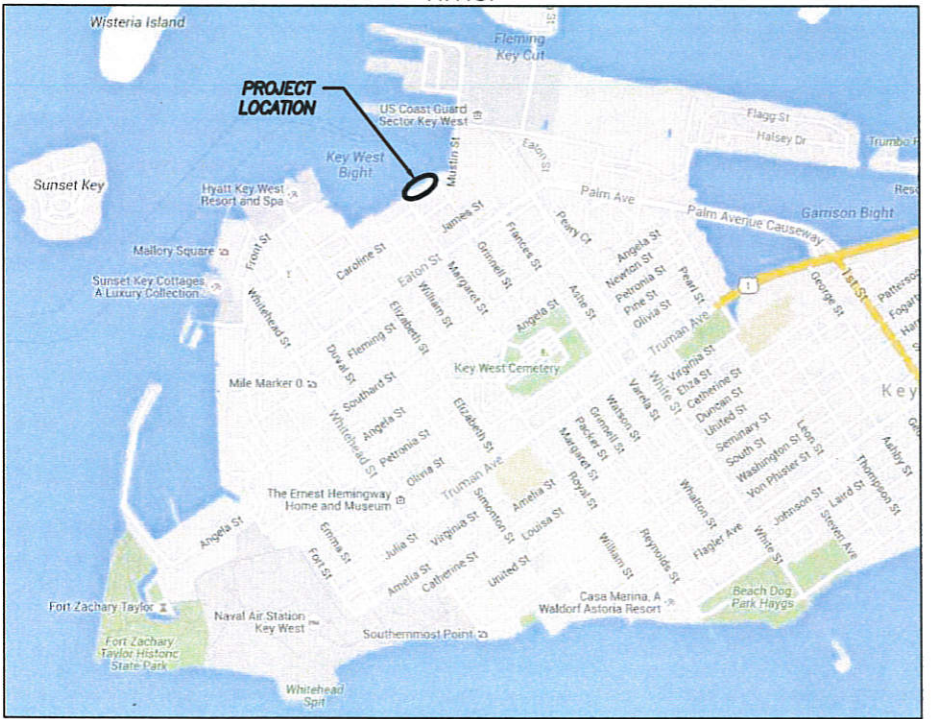 Wisteria Island
Fleming
Key Cut
PROJECT
LOCATION
US Coast Guard
Sector Key West
Mustin St
Flagg St
Halsey Dr
Trumbo
Eaton St
Key West
Bight
Sunset Key
Hyatt Key West
Resort and Spa
Palm Ave
Palm Avenue Causeway
Garrison Bight
Mallory Square
Front St
Caroline St
James St
Frances St
Peary Ct
Grinnell St
Eaton St
Margaret St
Angela St
Newton St
Petronia St
Pine St
Olivia St
Pearl St
1
1st St
George St
Patterson
Fogart
Har
Sunset Key Cottages
A Luxury Collection
Whitehead St
William St
Elizabeth St
Ashe St
Angela St
Truman Ave
Fleming St
Duval St
Key West Cemetery
Virginia St
Eliza St
Catherine St
Duncan St
United St
Seminary St
South St
Washington St
Von Phister St
White St
Varela St
Watson St
Key
Mile Marker 0
Southard St
Whitehead St
Angela St
Petronia St
Olivia St
Elizabeth St
Grinnell St
Packer St
Margaret St
Royal St
Truman Ave
Leon St
Ashby St
Thompson St
Laird St
Johnson St
Steven Ave
The Ernest Hemingway
Home and Museum
Simonton St
Amelia St
Louisa St
Whalton St
Flagler Ave
White St
Angela St
Emma St
Fort St
Julia St
Virginia St
Amelia St
Catherine St
United St
William St
Reynolds St
Casa Marina, A
Waldorf Astoria Resort
Beach Dog
Park Haygs
Fort Zachary Taylor
Naval Air Station
Key West
Southernmost Point
Fort Zachary
Taylor Historic
State Park
Whitehead
Spit